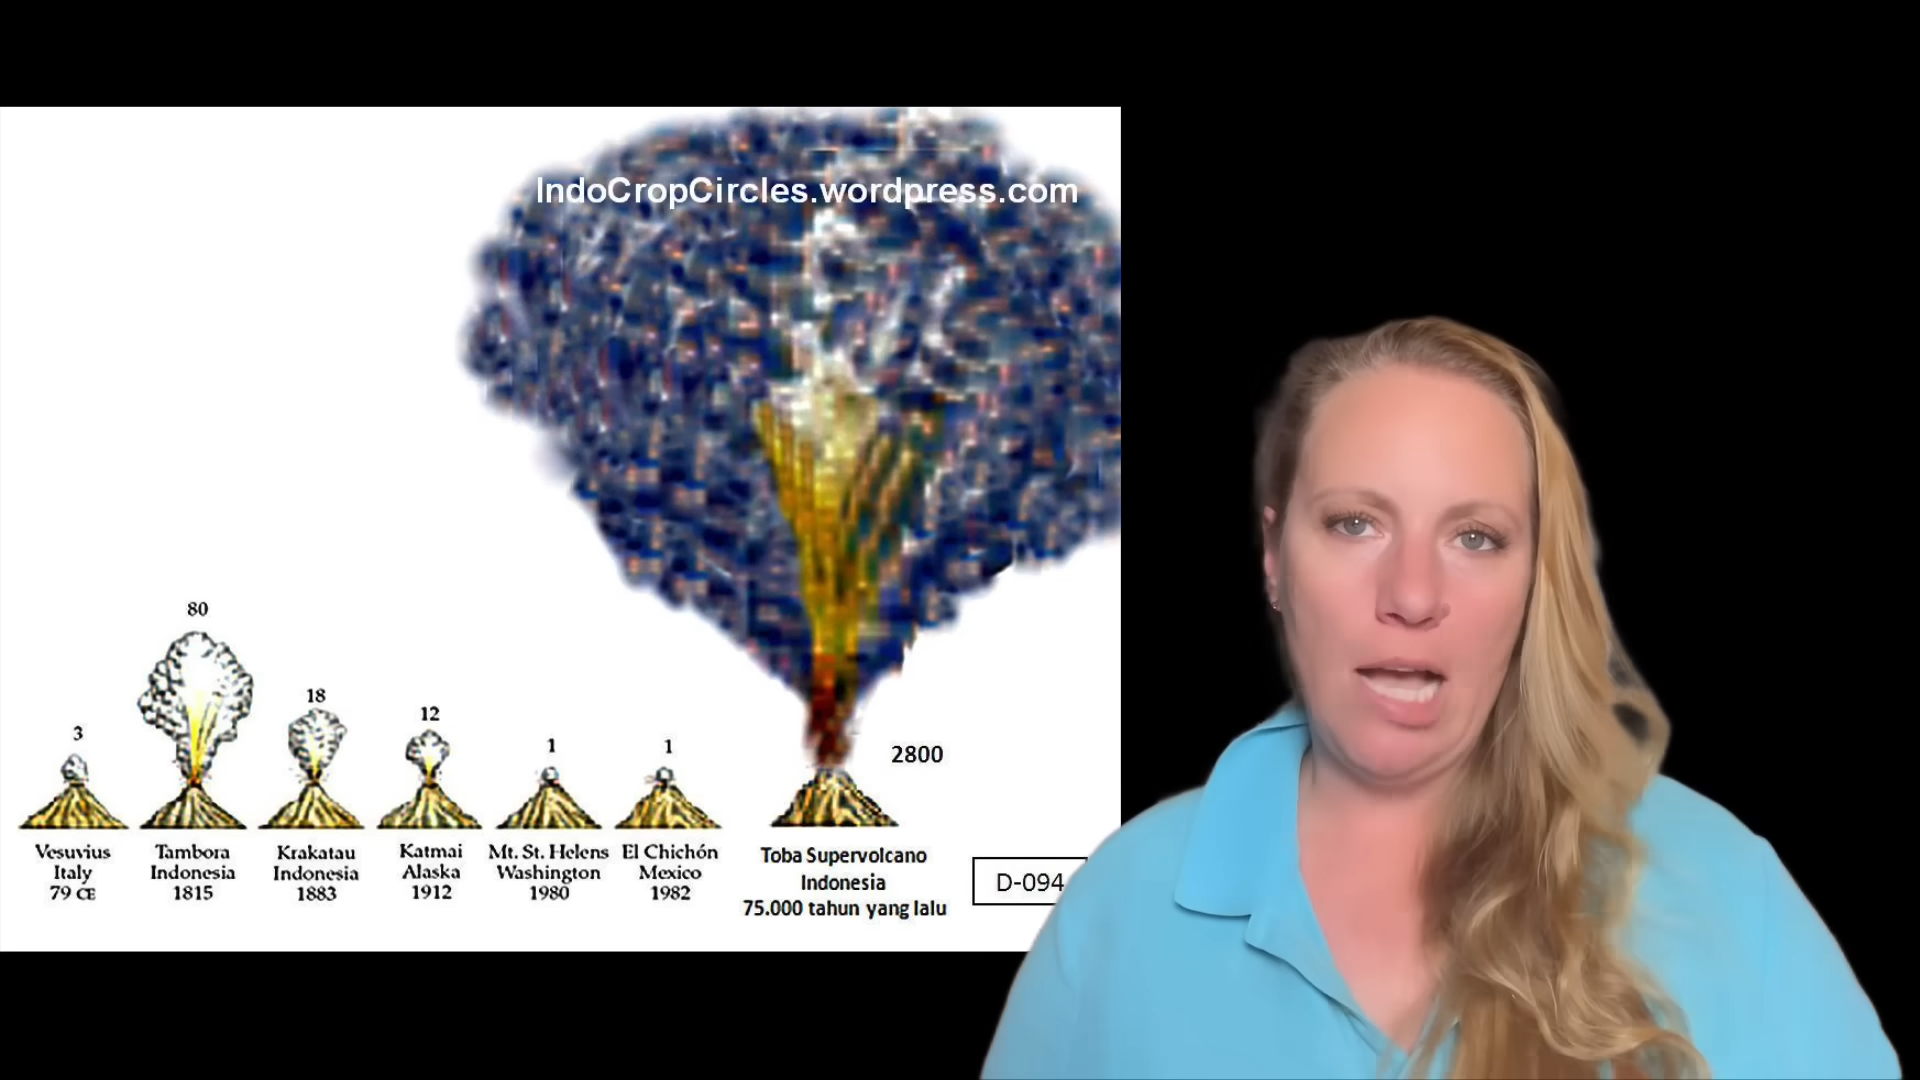 IndoCropCircles.wordpress.com
80
18
12
3
1
1
2800
Vesuvius
Italy
79 CE
Tambora
Indonesia
1815
Krakatau
Indonesia
1883
Katmai
Alaska
1912
Mt. St. Helens
Washington
1980
El Chichón
Mexico
1982
Toba Supervolcano
Indonesia
75.000 tahun yang lalu
D-094